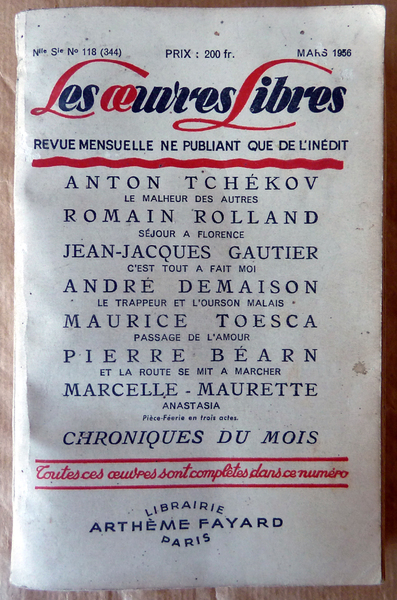 Nlle Sie No 118 (344) PRIX : 200 fr. MARS 1956
Les œuvres Libres
REVUE MENSUELLE NE PUBLIANT QUE DE L'INÉDIT
ANTON TCHÉKOV
LE MALHEUR DES AUTRES
ROMAIN ROLLAND
SÉJOUR A FLORENCE
JEAN-JACQUES GAUTIER
C'EST TOUT A FAIT MOI
ANDRÉ DEMAISON
LE TRAPPEUR ET L'OURSON MALAIS
MAURICE TOESCA
PASSAGE DE L'AMOUR
PIERRE BÉARN
ET LA ROUTE SE MIT A MARCHER
MARCELLE - MAURETTE
ANASTASIA
Pièce-Féerie en trois actes.
CHRONIQUES DU MOIS
Toutes ces œuvres sont complètes dans ce numéro
LIBRAIRIE
ARTHÈME FAYARD
PARIS